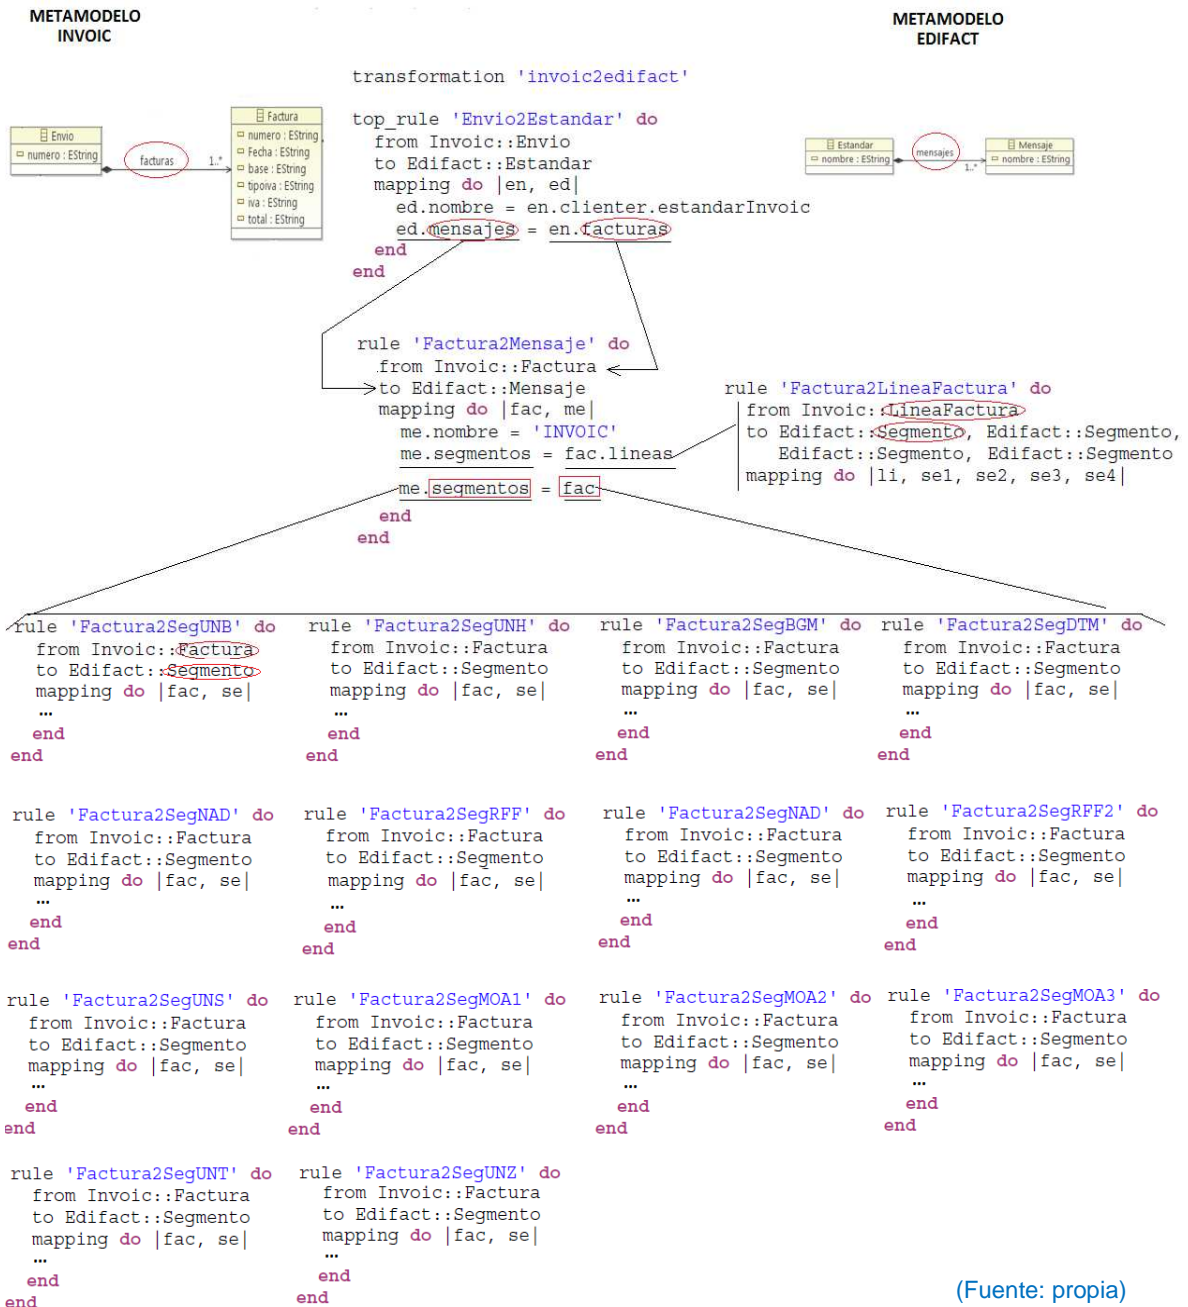 METAMODELO
INVOIC
METAMODELO
EDIFACT
transformation 'invoic2edifact'
Envio
numero : EString
facturas
1..*
Factura
numero : EString
Fecha : EString
base : EString
tipoiva : EString
iva : EString
total : EString
top_rule 'Envio2Estandar' do
from Invoic::Envio
to Edifact::Estandar
mapping do |en, ed|
ed.nombre = en.clienter.estandarInvoic
ed.mensajes = en.facturas
end
end
Estandar
nombre : EString
mensajes
1..*
Mensaje
nombre : EString
rule 'Factura2Mensaje' do
from Invoic::Factura
to Edifact::Mensaje
mapping do |fac, me|
me.nombre = 'INVOIC'
me.segmentos = fac.lineas
me.segmentos = fac
end
end
rule 'Factura2LineaFactura' do
from Invoic::LineaFactura
to Edifact::Segmento, Edifact::Segmento,
Edifact::Segmento, Edifact::Segmento
mapping do |li, se1, se2, se3, se4|
rule 'Factura2SegUNB' do
from Invoic::Factura
to Edifact::Segmento
mapping do |fac, se|
...
end
end
rule 'Factura2SegUNH' do
from Invoic::Factura
to Edifact::Segmento
mapping do |fac, se|
...
end
end
rule 'Factura2SegBGM' do
from Invoic::Factura
to Edifact::Segmento
mapping do |fac, se|
...
end
end
rule 'Factura2SegDTM' do
from Invoic::Factura
to Edifact::Segmento
mapping do |fac, se|
...
end
end
rule 'Factura2SegNAD' do
from Invoic::Factura
to Edifact::Segmento
mapping do |fac, se|
...
end
end
rule 'Factura2SegRFF' do
from Invoic::Factura
to Edifact::Segmento
mapping do |fac, se|
...
end
end
rule 'Factura2SegNAD' do
from Invoic::Factura
to Edifact::Segmento
mapping do |fac, se|
...
end
end
rule 'Factura2SegRFF2' do
from Invoic::Factura
to Edifact::Segmento
mapping do |fac, se|
...
end
end
rule 'Factura2SegUNS' do
from Invoic::Factura
to Edifact::Segmento
mapping do |fac, se|
...
end
end
rule 'Factura2SegMOA1' do
from Invoic::Factura
to Edifact::Segmento
mapping do |fac, se|
...
end
end
rule 'Factura2SegMOA2' do
from Invoic::Factura
to Edifact::Segmento
mapping do |fac, se|
...
end
end
rule 'Factura2SegMOA3' do
from Invoic::Factura
to Edifact::Segmento
mapping do |fac, se|
...
end
end
rule 'Factura2SegUNT' do
from Invoic::Factura
to Edifact::Segmento
mapping do |fac, se|
...
end
end
rule 'Factura2SegUNZ' do
from Invoic::Factura
to Edifact::Segmento
mapping do |fac, se|
...
end
end
(Fuente: propia)